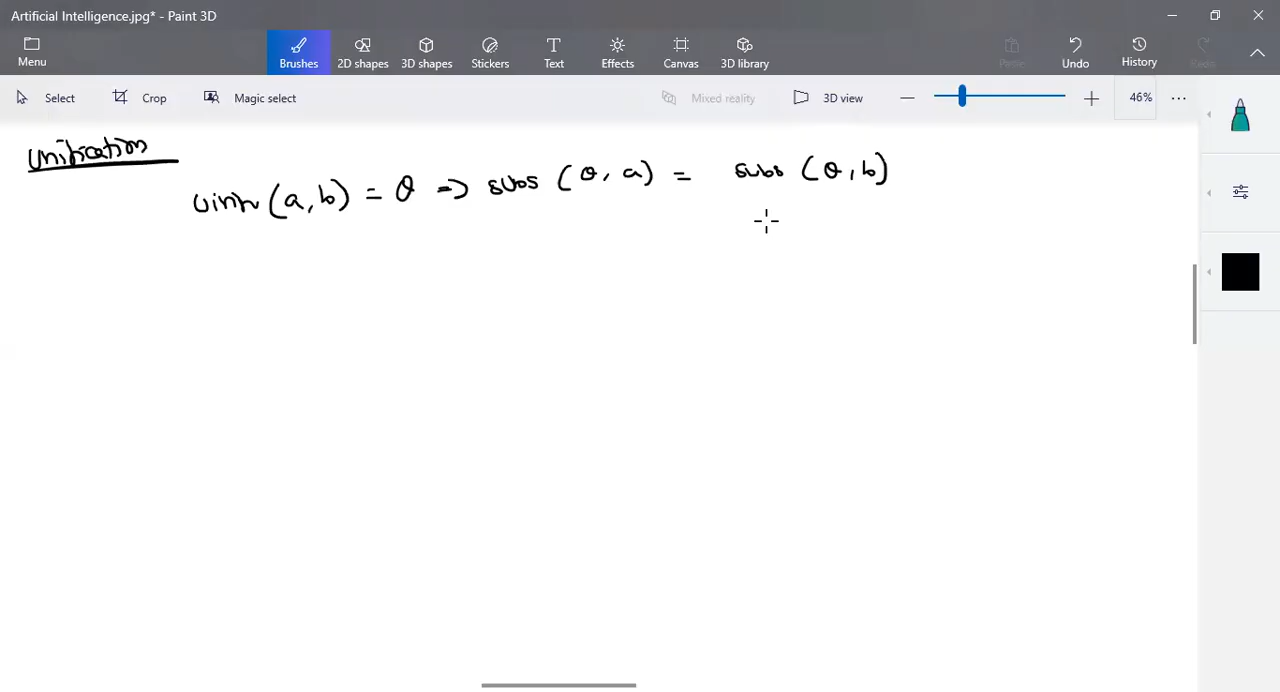 Artificial Intelligence.jpg* - Paint 3D
Menu
Brushes 2D shapes 3D shapes Stickers Text Effects Canvas 3D library Paste Undo History Redo
Select Crop Magic select Mixed reality 3D view 46%
Unification
(a, b) = θ => subs (θ, a) = subs (θ, b)